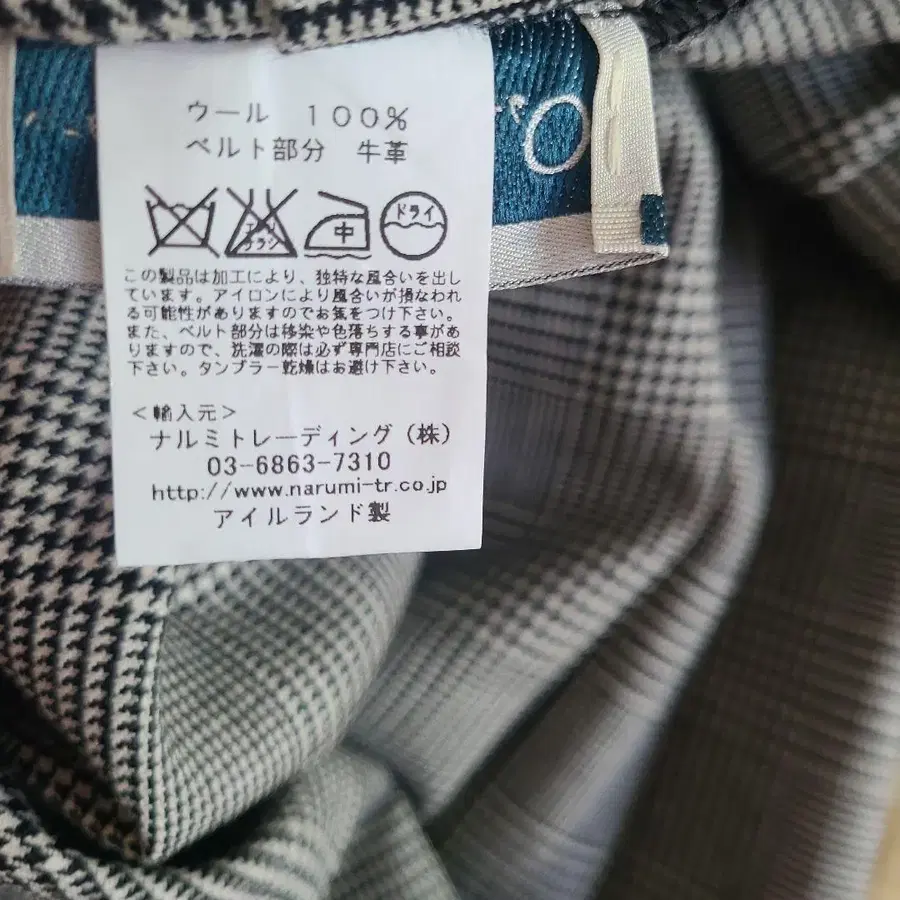 ウール 100%
ベルト部分 牛革
エンソ
サラシ
中
ドライ
この製品は加工により、独特な風合いを出し
ています。アイロンにより風合いが損なわれ
る可能性がありますのでお気をつけ下さい。
また、ベルト部分は移染や色落ちする事があ
りますので、洗濯の際は必ず専門店にご相談
下さい。タンブラー乾燥はお避け下さい。
<輸入元>
ナルミトレーディング(株)
03-6863-7310
http://www.narumi-tr.co.jp
アイルランド製